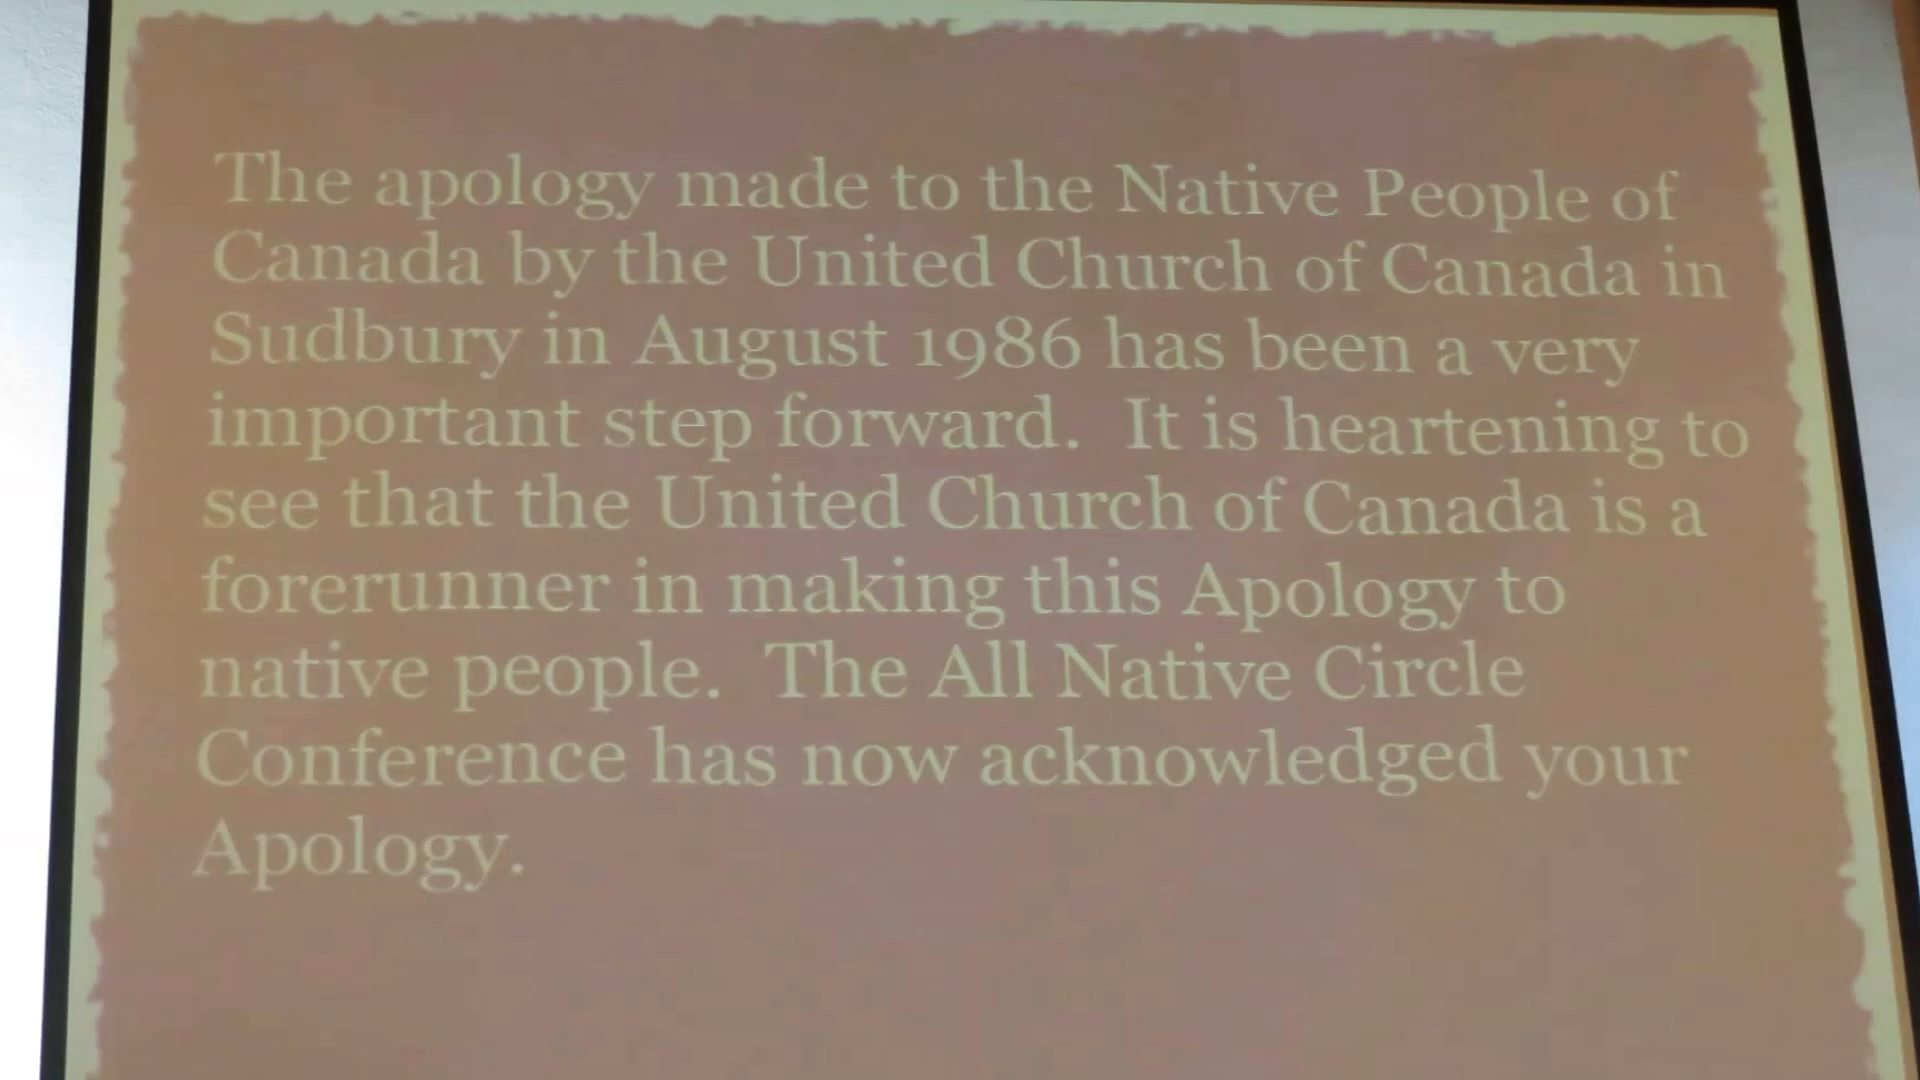 The apology made to the Native People of
Canada by the United Church of Canada in
Sudbury in August 1986 has been a very
important step forward.  It is heartening to
see that the United Church of Canada is a
forerunner in making this Apology to
native people.  The All Native Circle
Conference has now acknowledged your
Apology.